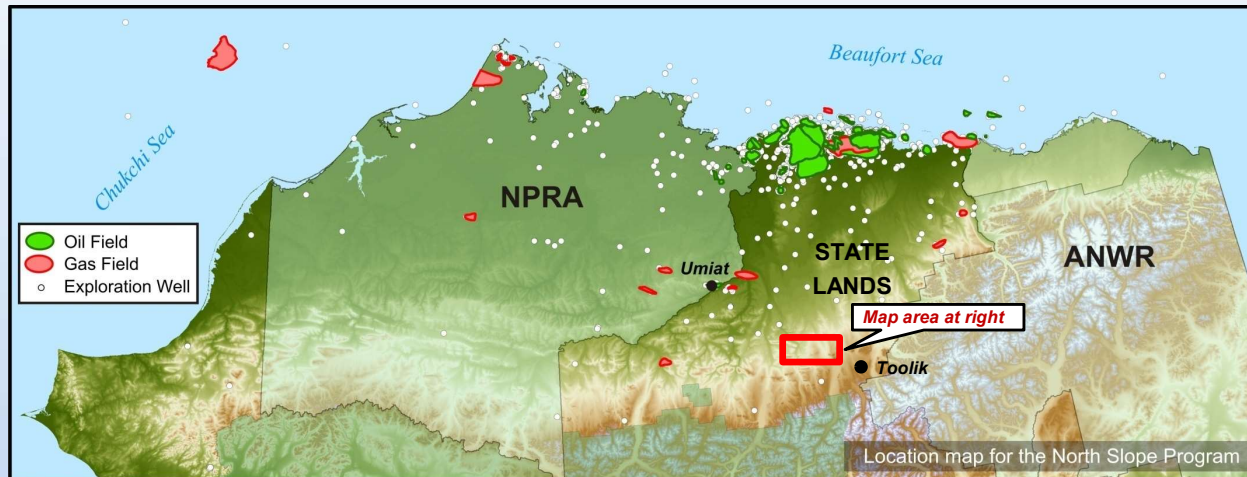 Beaufort Sea
Chukchi Sea
NPRA
Oil Field
Gas Field
Exploration Well
Umiat
STATE
LANDS
ANWR
Map area at right
Toolik
Location map for the North Slope Program